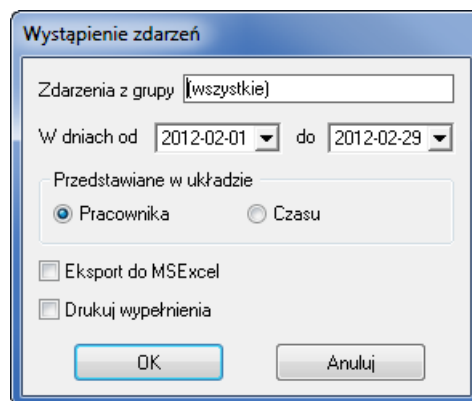 Wystąpienie zdarzeń
Zdarzenia z grupy (wszystkie)
W dniach od 2012-02-01 do 2012-02-29
Przedstawiane w układzie
Pracownika Czasu
Eksport do MSExcel
Drukuj wypełnienia
OK Anuluj